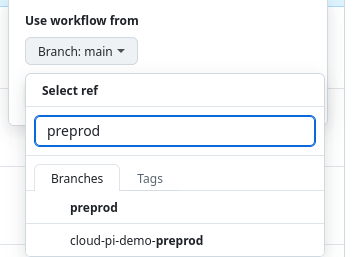 Use workflow from
Branch: main
Select ref
preprod
Branches Tags
preprod
cloud-pi-demo-preprod